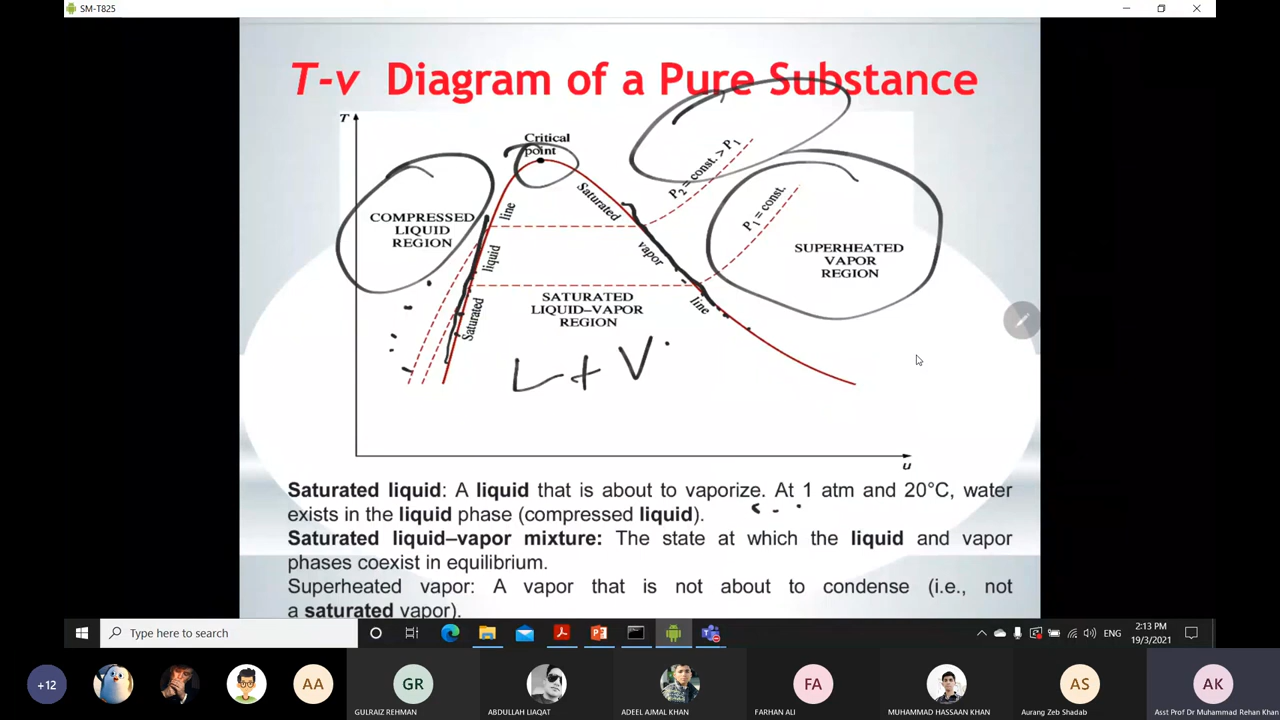 SM-T825
T-v Diagram of a Pure Substance
T
Critical
point
P₂ = const. > P₁
P₁ = const.
COMPRESSED
LIQUID
REGION
Saturated liquid line
Saturated vapor line
SUPERHEATED
VAPOR
REGION
SATURATED
LIQUID–VAPOR
REGION
L + V
υ
Saturated liquid: A liquid that is about to vaporize. At 1 atm and 20°C, water
exists in the liquid phase (compressed liquid).
Saturated liquid–vapor mixture: The state at which the liquid and vapor
phases coexist in equilibrium.
Superheated vapor: A vapor that is not about to condense (i.e., not
a saturated vapor).
Type here to search
ENG
2:13 PM
19/3/2021
+12
AA
GR
FA
AS
AK
GULRAIZ REHMAN
ABDULLAH LIAQAT
ADEEL AJMAL KHAN
FARHAN ALI
MUHAMMAD HASSAAN KHAN
Aurang Zeb Shadab
Asst Prof Dr Muhammad Rehan Khan